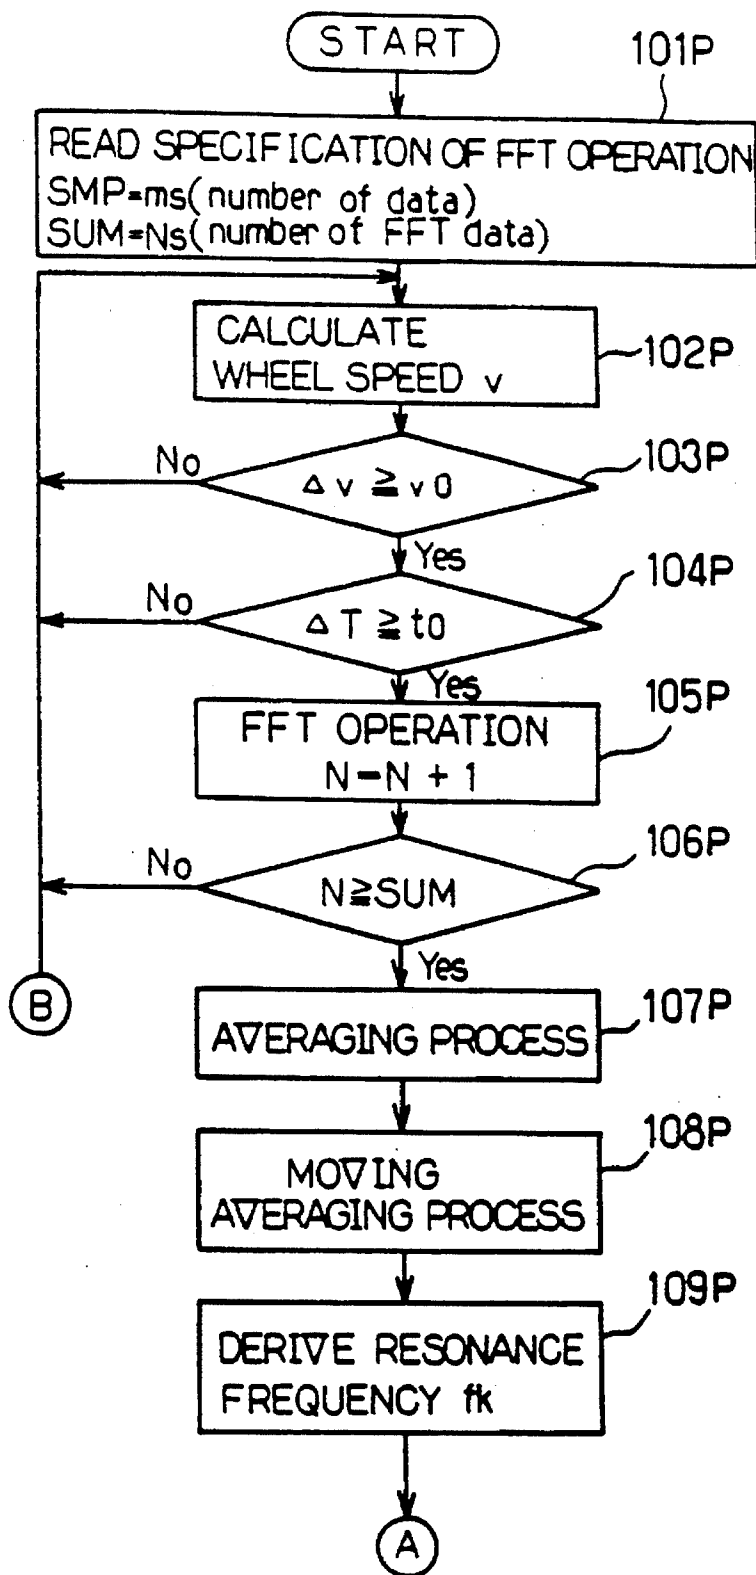 START
101P
READ SPECIFICATION OF FFT OPERATION
SMP=ms(number of data)
SUM=Ns(number of FFT data)
CALCULATE
WHEEL SPEED v
102P
No
Δv ≧ v0
103P
Yes
No
ΔT ≧ t0
104P
Yes
FFT OPERATION
N=N + 1
105P
No
N≧SUM
106P
Yes
B
AVERAGING PROCESS
107P
MOVING
AVERAGING PROCESS
108P
DERIVE RESONANCE
FREQUENCY fk
109P
A